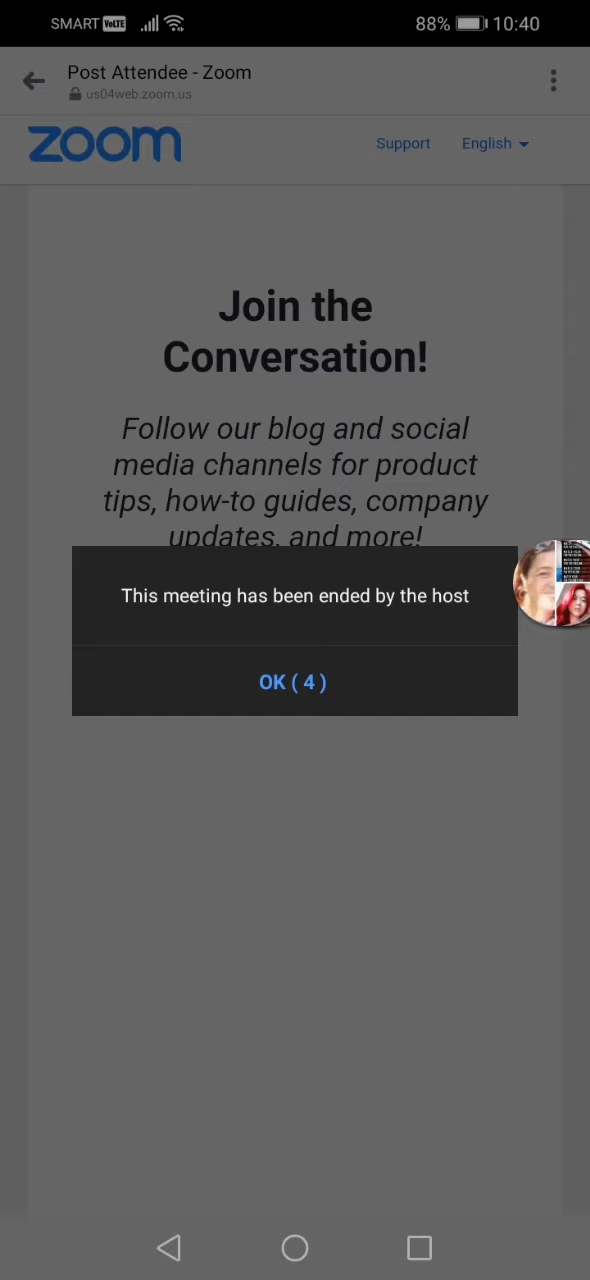 SMART VoLTE 88% 10:40
Post Attendee - Zoom
us04web.zoom.us
zoom Support English
Join the
Conversation!
Follow our blog and social
media channels for product
tips, how-to guides, company
updates, and more!
This meeting has been ended by the host
OK ( 4 )